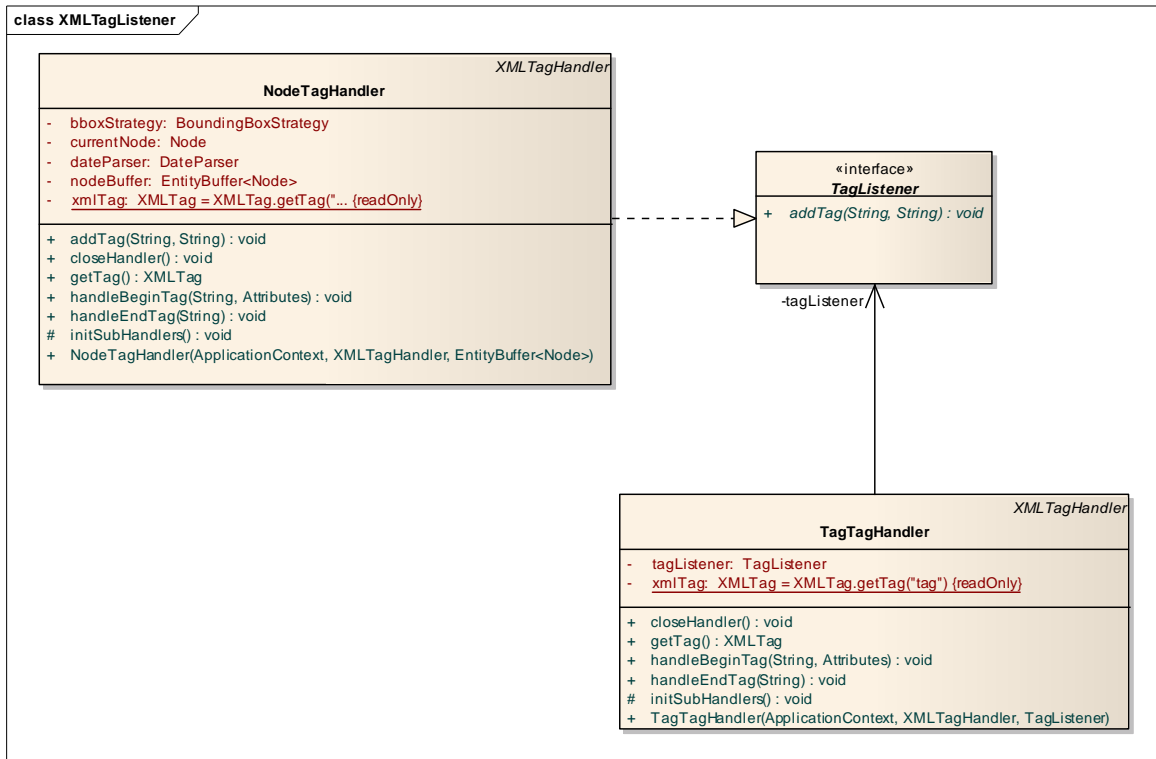 class XMLTagListener
XMLTagHandler
NodeTagHandler
- bboxStrategy: BoundingBoxStrategy
- currentNode: Node
- dateParser: DateParser
- nodeBuffer: EntityBuffer<Node>
- xmlTag: XMLTag = XMLTag.getTag("... {readOnly}
+ addTag(String, String) : void
+ closeHandler() : void
+ getTag() : XMLTag
+ handleBeginTag(String, Attributes) : void
+ handleEndTag(String) : void
# initSubHandlers() : void
+ NodeTagHandler(ApplicationContext, XMLTagHandler, EntityBuffer<Node>)
«interface»
TagListener
+ addTag(String, String) : void
-tagListener
XMLTagHandler
TagTagHandler
- tagListener: TagListener
- xmlTag: XMLTag = XMLTag.getTag("tag") {readOnly}
+ closeHandler() : void
+ getTag() : XMLTag
+ handleBeginTag(String, Attributes) : void
+ handleEndTag(String) : void
# initSubHandlers() : void
+ TagTagHandler(ApplicationContext, XMLTagHandler, TagListener)